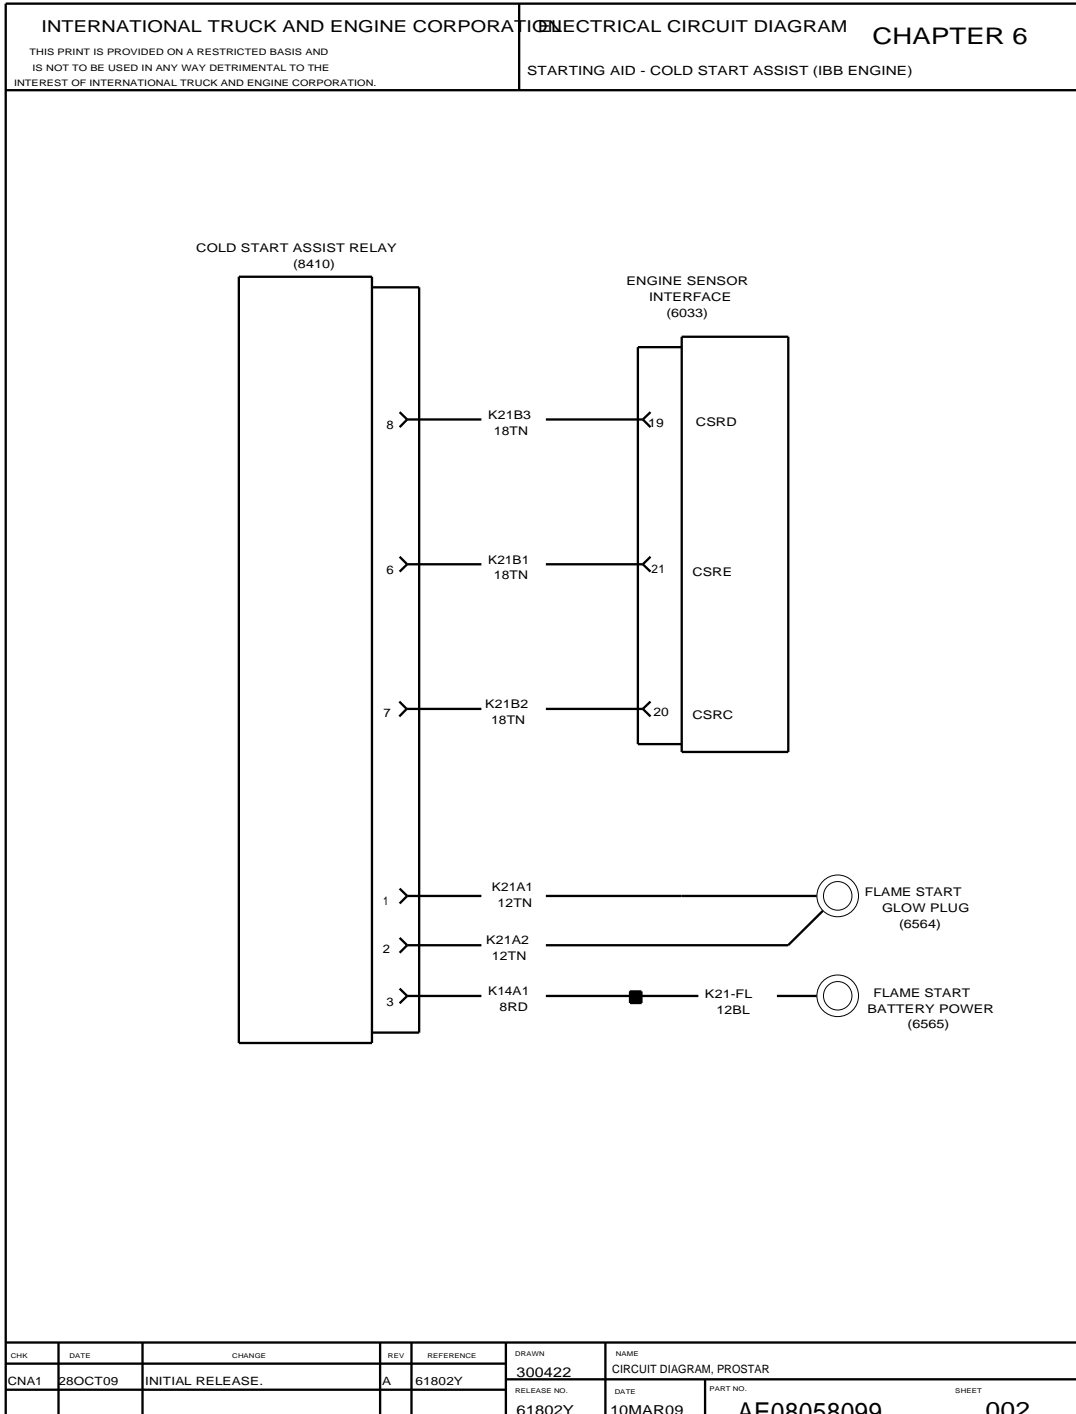 INTERNATIONAL TRUCK AND ENGINE CORPORATION
THIS PRINT IS PROVIDED ON A RESTRICTED BASIS AND
IS NOT TO BE USED IN ANY WAY DETRIMENTAL TO THE
INTEREST OF INTERNATIONAL TRUCK AND ENGINE CORPORATION.
ELECTRICAL CIRCUIT DIAGRAM
CHAPTER 6
STARTING AID - COLD START ASSIST (IBB ENGINE)
COLD START ASSIST RELAY
(8410)
ENGINE SENSOR
INTERFACE
(6033)
8
K21B3
18TN
19
CSRD
6
K21B1
18TN
21
CSRE
7
K21B2
18TN
20
CSRC
1
K21A1
12TN
FLAME START
GLOW PLUG
(6564)
2
K21A2
12TN
3
K14A1
8RD
K21-FL
12BL
FLAME START
BATTERY POWER
(6565)
CHK DATE CHANGE REV REFERENCE
CNA1 28OCT09 INITIAL RELEASE. A 61802Y
DRAWN
300422
NAME
CIRCUIT DIAGRAM, PROSTAR
RELEASE NO.
61802Y
DATE
10MAR09
PART NO.
AE08058099
SHEET
002